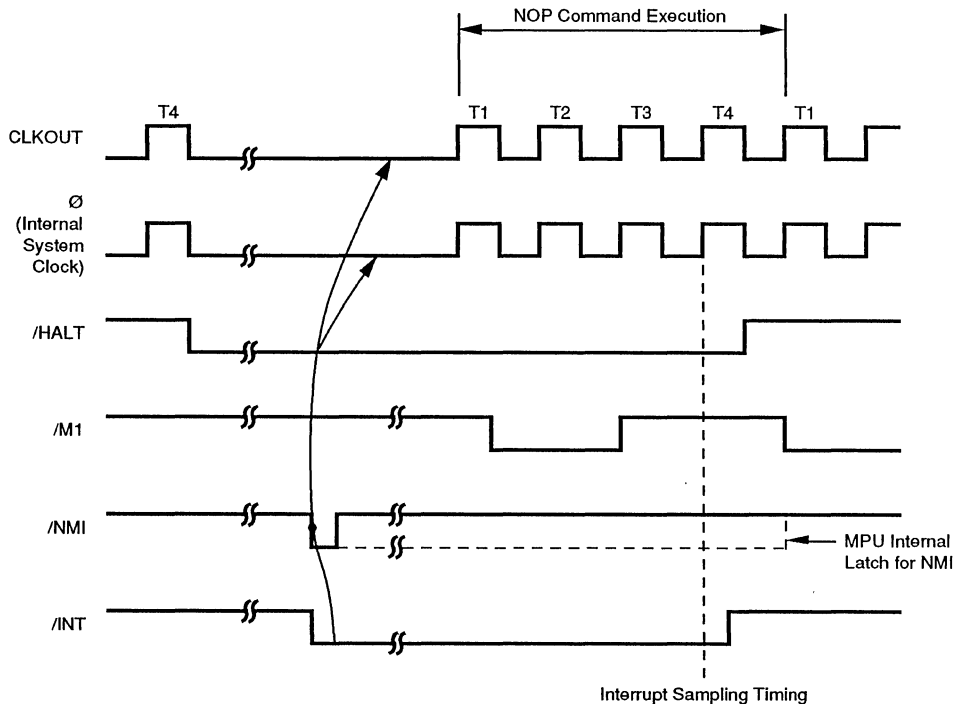 NOP Command Execution
T4 T1 T2 T3 T4 T1
CLKOUT
Ø
(Internal
System
Clock)
/HALT
/M1
/NMI
MPU Internal
Latch for NMI
/INT
Interrupt Sampling Timing